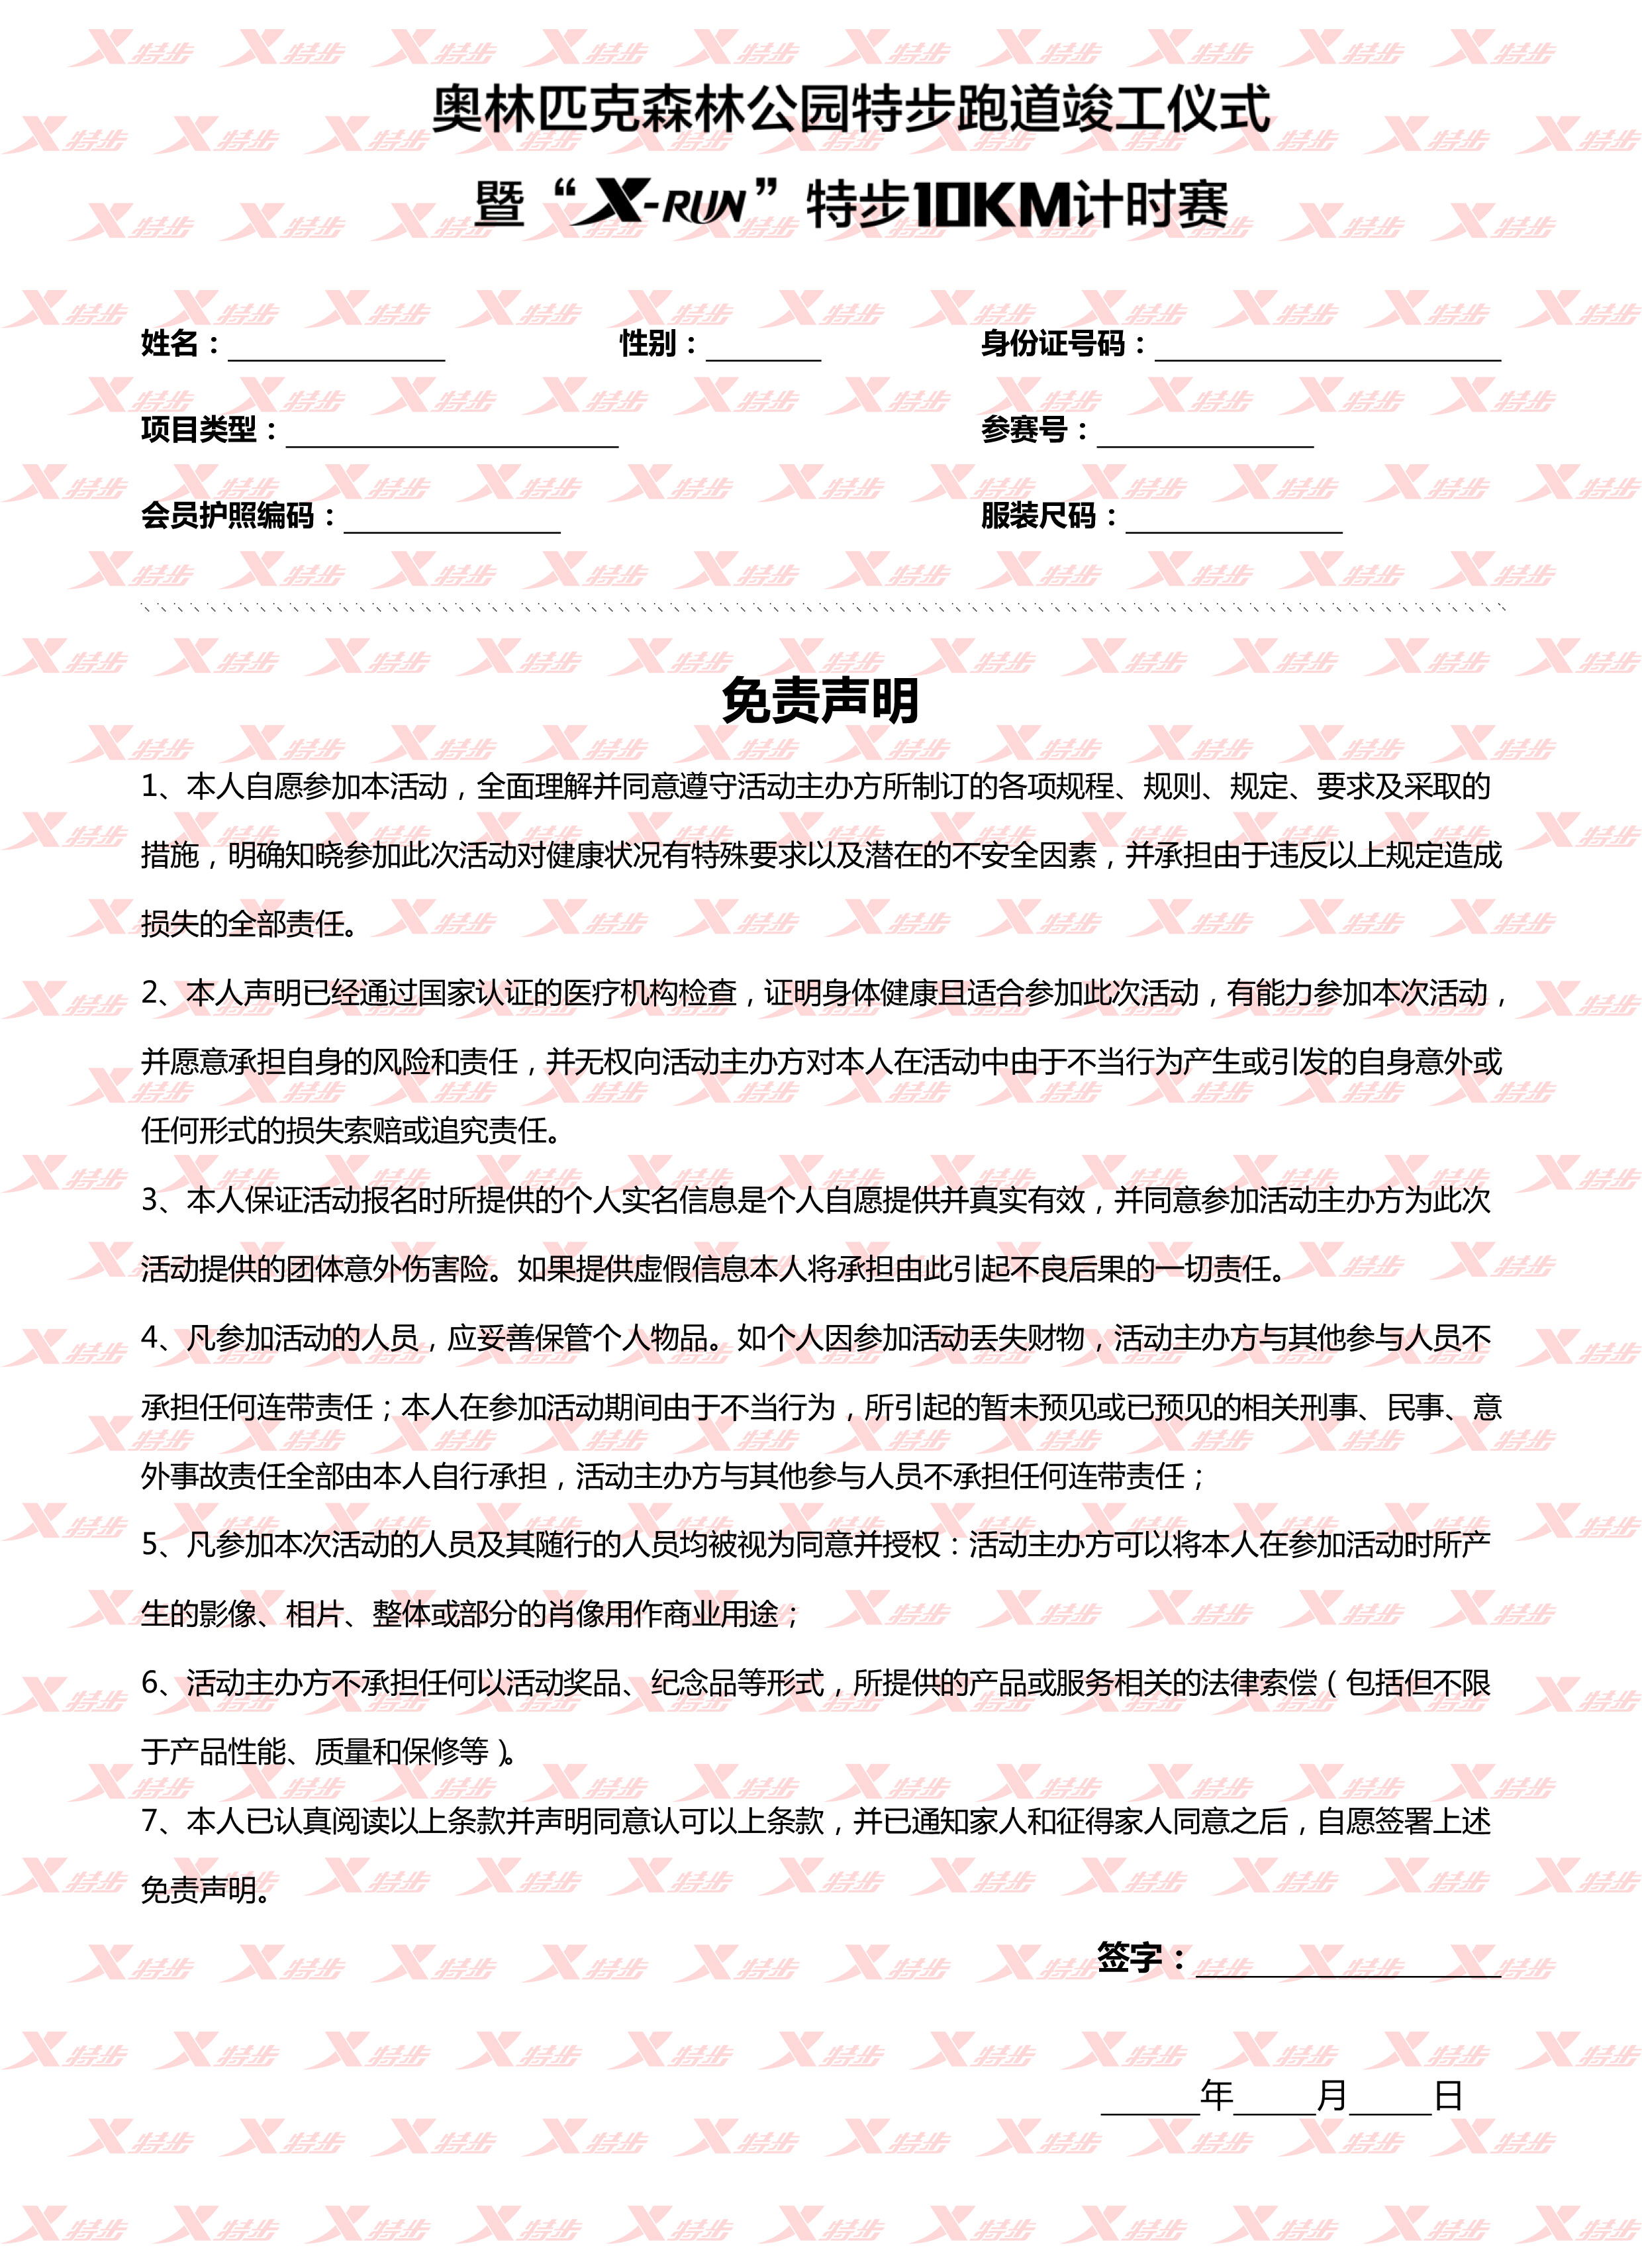 奥林匹克森林公园特步跑道竣工仪式
暨“X-RUN”特步10KM计时赛
姓名：_______________ 性别：________ 身份证号码：________________________
项目类型：_______________________ 参赛号：_______________
会员护照编码：_______________ 服装尺码：_______________
免责声明
1、本人自愿参加本活动，全面理解并同意遵守活动主办方所制订的各项规程、规则、规定、要求及采取的
措施，明确知晓参加此次活动对健康状况有特殊要求以及潜在的不安全因素，并承担由于违反以上规定造成
损失的全部责任。
2、本人声明已经通过国家认证的医疗机构检查，证明身体健康且适合参加此次活动，有能力参加本次活动，
并愿意承担自身的风险和责任，并无权向活动主办方对本人在活动中由于不当行为产生或引发的自身意外或
任何形式的损失索赔或追究责任。
3、本人保证活动报名时所提供的个人实名信息是个人自愿提供并真实有效，并同意参加活动主办方为此次
活动提供的团体意外伤害险。如果提供虚假信息本人将承担由此引起不良后果的一切责任。
4、凡参加活动的人员，应妥善保管个人物品。如个人因参加活动丢失财物，活动主办方与其他参与人员不
承担任何连带责任；本人在参加活动期间由于不当行为，所引起的暂未预见或已预见的相关刑事、民事、意
外事故责任全部由本人自行承担，活动主办方与其他参与人员不承担任何连带责任；
5、凡参加本次活动的人员及其随行的人员均被视为同意并授权：活动主办方可以将本人在参加活动时所产
生的影像、相片、整体或部分的肖像用作商业用途；
6、活动主办方不承担任何以活动奖品、纪念品等形式，所提供的产品或服务相关的法律索偿（包括但不限
于产品性能、质量和保修等）。
7、本人已认真阅读以上条款并声明同意认可以上条款，并已通知家人和征得家人同意之后，自愿签署上述
免责声明。
签字：___________________
______年_____月_____日